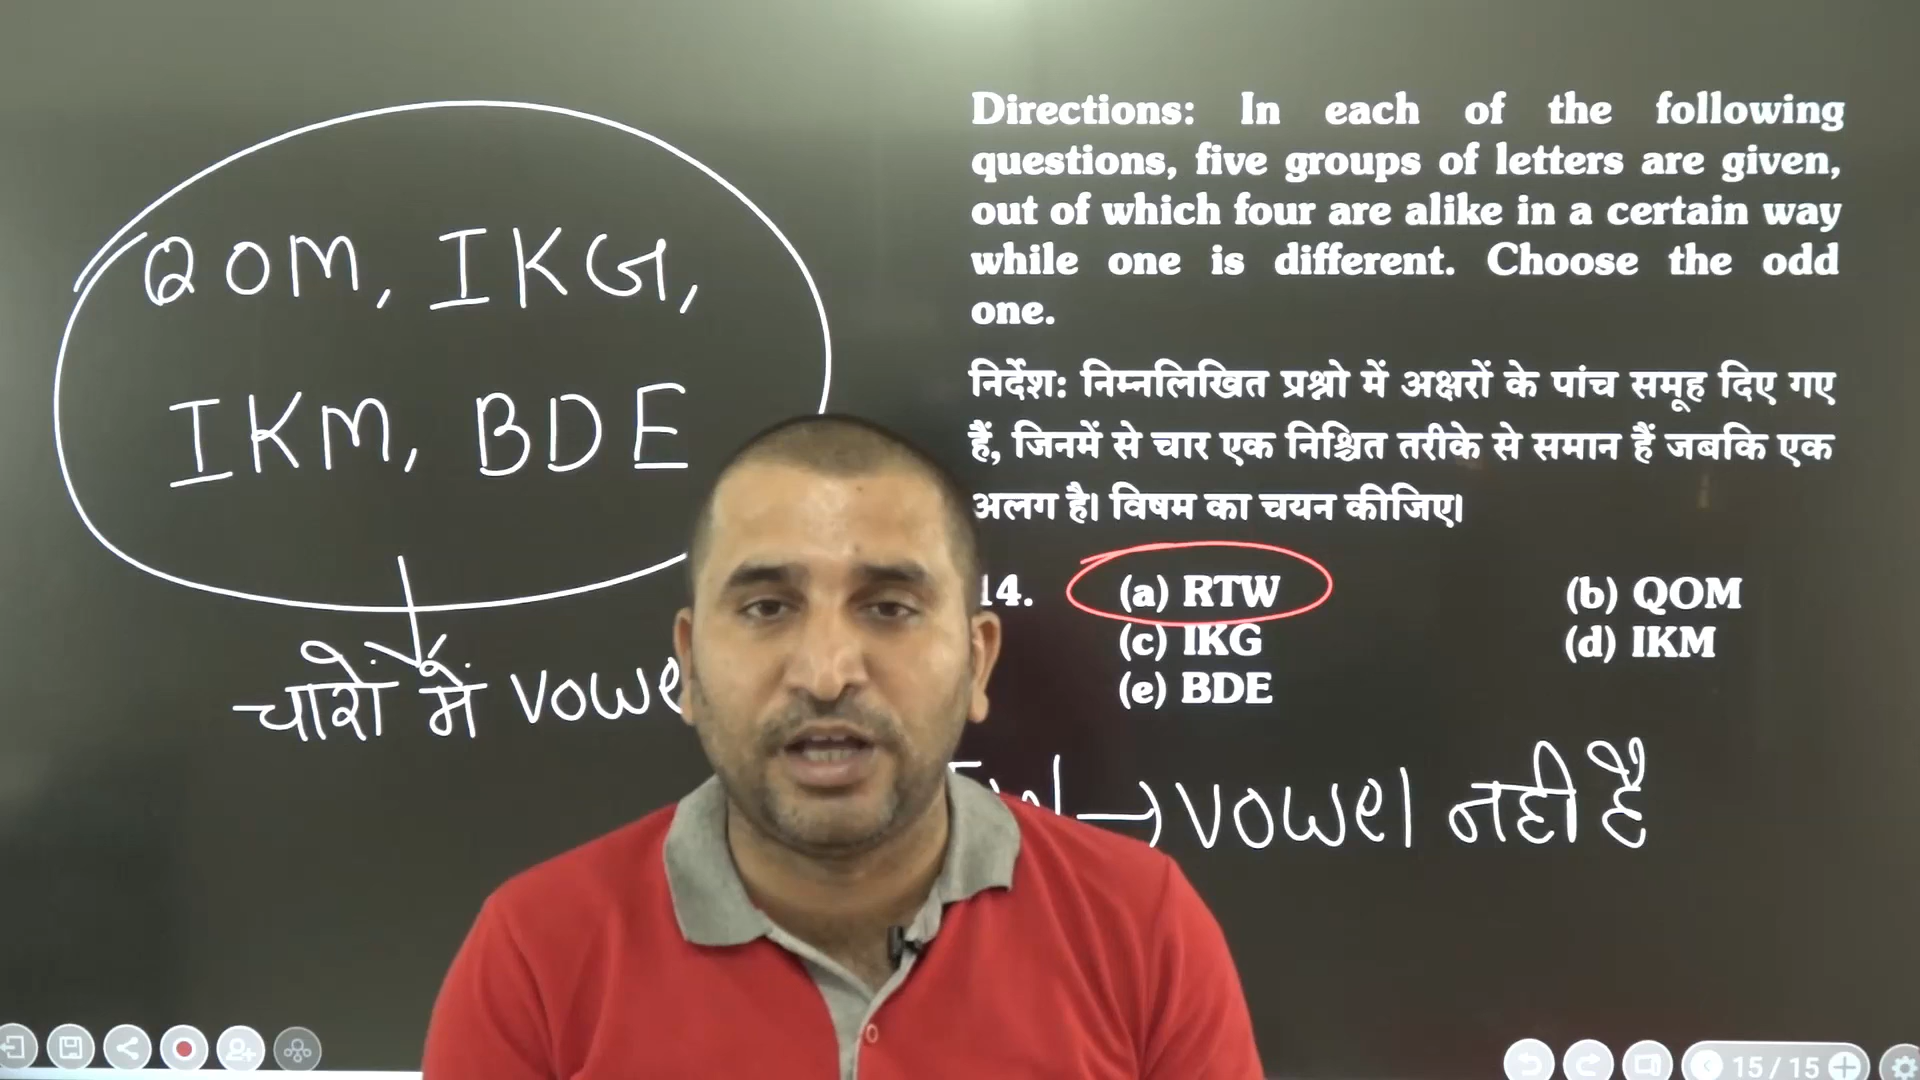 QOM, IKG,
IKM, BDE
चारों में
Directions: In each of the following
questions, five groups of letters are given,
out of which four are alike in a certain way
while one is different. Choose the odd
one.
निर्देश: निम्नलिखित प्रश्नो में अक्षरों के पांच समूह दिए गए
हैं, जिनमें से चार एक निश्चित तरीके से समान हैं जबकि एक
अलग है। विषम का चयन कीजिए।
14. (a) RTW (b) QOM
(c) IKG (d) IKM
(e) BDE
→ vowel नही है
15/15